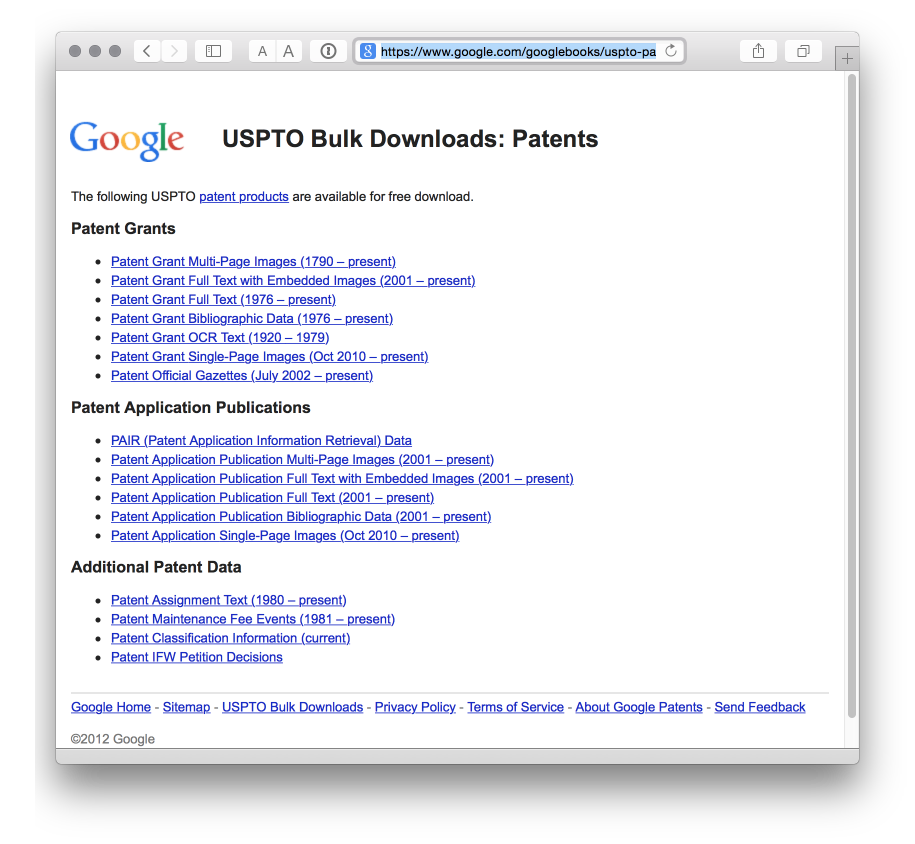 A A
https://www.google.com/googlebooks/uspto-pa
Google
USPTO Bulk Downloads: Patents
The following USPTO patent products are available for free download.
Patent Grants
• Patent Grant Multi-Page Images (1790 – present)
• Patent Grant Full Text with Embedded Images (2001 – present)
• Patent Grant Full Text (1976 – present)
• Patent Grant Bibliographic Data (1976 – present)
• Patent Grant OCR Text (1920 – 1979)
• Patent Grant Single-Page Images (Oct 2010 – present)
• Patent Official Gazettes (July 2002 – present)
Patent Application Publications
• PAIR (Patent Application Information Retrieval) Data
• Patent Application Publication Multi-Page Images (2001 – present)
• Patent Application Publication Full Text with Embedded Images (2001 – present)
• Patent Application Publication Full Text (2001 – present)
• Patent Application Publication Bibliographic Data (2001 – present)
• Patent Application Single-Page Images (Oct 2010 – present)
Additional Patent Data
• Patent Assignment Text (1980 – present)
• Patent Maintenance Fee Events (1981 – present)
• Patent Classification Information (current)
• Patent IFW Petition Decisions
Google Home - Sitemap - USPTO Bulk Downloads - Privacy Policy - Terms of Service - About Google Patents - Send Feedback
©2012 Google